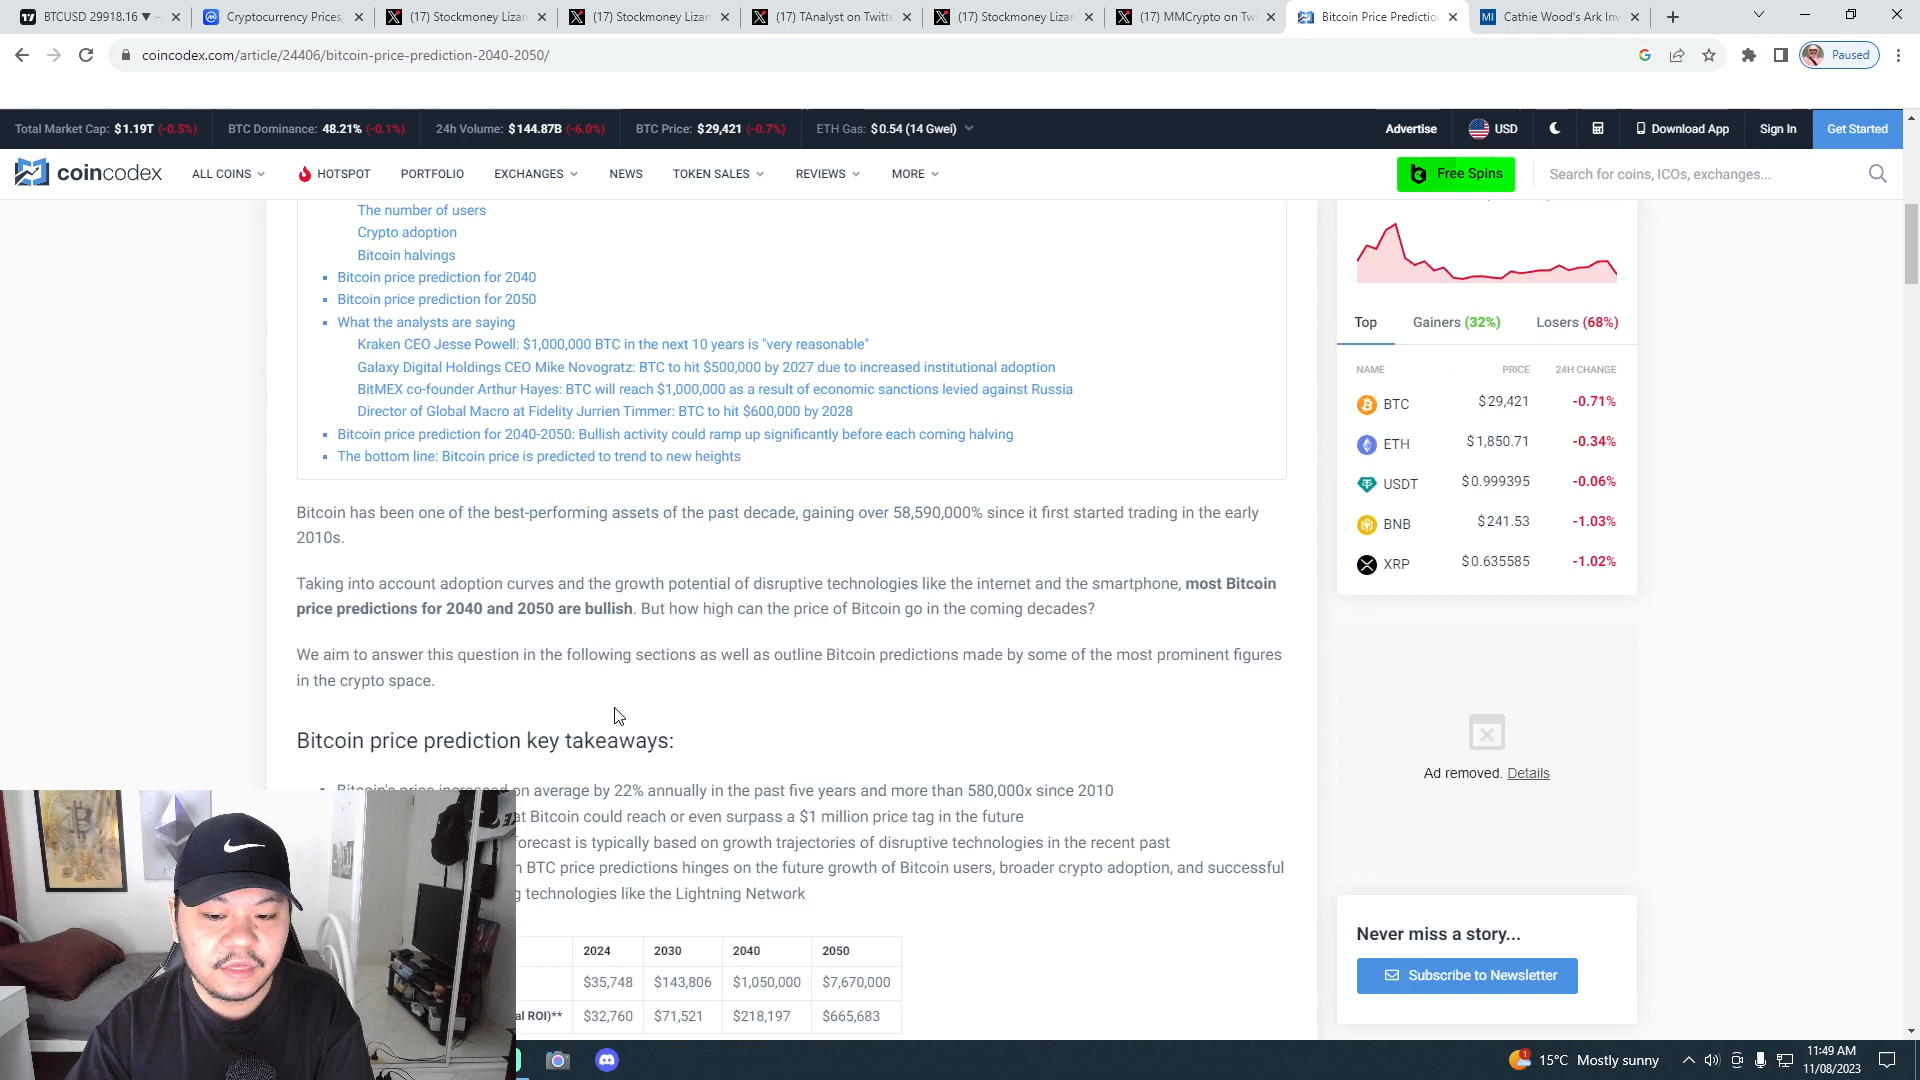 BTCUSD 29918.16 ▼
Cryptocurrency Prices,
(17) Stockmoney Lizar
(17) Stockmoney Lizar
(17) TAnalyst on Twitte
(17) Stockmoney Lizar
(17) MMCrypto on Twi
Bitcoin Price Predictio
MI
Cathie Wood's Ark Inv
coincodex.com/article/24406/bitcoin-price-prediction-2040-2050/
Paused
Total Market Cap: $1.19T (-0.5%)
BTC Dominance: 48.21% (-0.1%)
24h Volume: $144.87B (-6.0%)
BTC Price: $29,421 (-0.7%)
ETH Gas: $0.54 (14 Gwei)
Advertise
USD
Download App
Sign In
Get Started
coincodex
ALL COINS
HOTSPOT
PORTFOLIO
EXCHANGES
NEWS
TOKEN SALES
REVIEWS
MORE
Free Spins
Search for coins, ICOs, exchanges...
The number of users
Crypto adoption
Bitcoin halvings
Bitcoin price prediction for 2040
Bitcoin price prediction for 2050
What the analysts are saying
Kraken CEO Jesse Powell: $1,000,000 BTC in the next 10 years is "very reasonable"
Galaxy Digital Holdings CEO Mike Novogratz: BTC to hit $500,000 by 2027 due to increased institutional adoption
BitMEX co-founder Arthur Hayes: BTC will reach $1,000,000 as a result of economic sanctions levied against Russia
Director of Global Macro at Fidelity Jurrien Timmer: BTC to hit $600,000 by 2028
Bitcoin price prediction for 2040-2050: Bullish activity could ramp up significantly before each coming halving
The bottom line: Bitcoin price is predicted to trend to new heights
Bitcoin has been one of the best-performing assets of the past decade, gaining over 58,590,000% since it first started trading in the early
2010s.
Taking into account adoption curves and the growth potential of disruptive technologies like the internet and the smartphone, most Bitcoin
price predictions for 2040 and 2050 are bullish. But how high can the price of Bitcoin go in the coming decades?
We aim to answer this question in the following sections as well as outline Bitcoin predictions made by some of the most prominent figures
in the crypto space.
Bitcoin price prediction key takeaways:
Bitcoin's price increased on average by 22% annually in the past five years and more than 580,000x since 2010
at Bitcoin could reach or even surpass a $1 million price tag in the future
forecast is typically based on growth trajectories of disruptive technologies in the recent past
n BTC price predictions hinges on the future growth of Bitcoin users, broader crypto adoption, and successful
g technologies like the Lightning Network
2024 2030 2040 2050
$35,748 $143,806 $1,050,000 $7,670,000
al ROI)** $32,760 $71,521 $218,197 $665,683
Top
Gainers (32%)
Losers (68%)
NAME PRICE 24H CHANGE
BTC $29,421 -0.71%
ETH $1,850.71 -0.34%
USDT $0.999395 -0.06%
BNB $241.53 -1.03%
XRP $0.635585 -1.02%
Ad removed. Details
Never miss a story...
Subscribe to Newsletter
1
15°C Mostly sunny
11:49 AM
11/08/2023